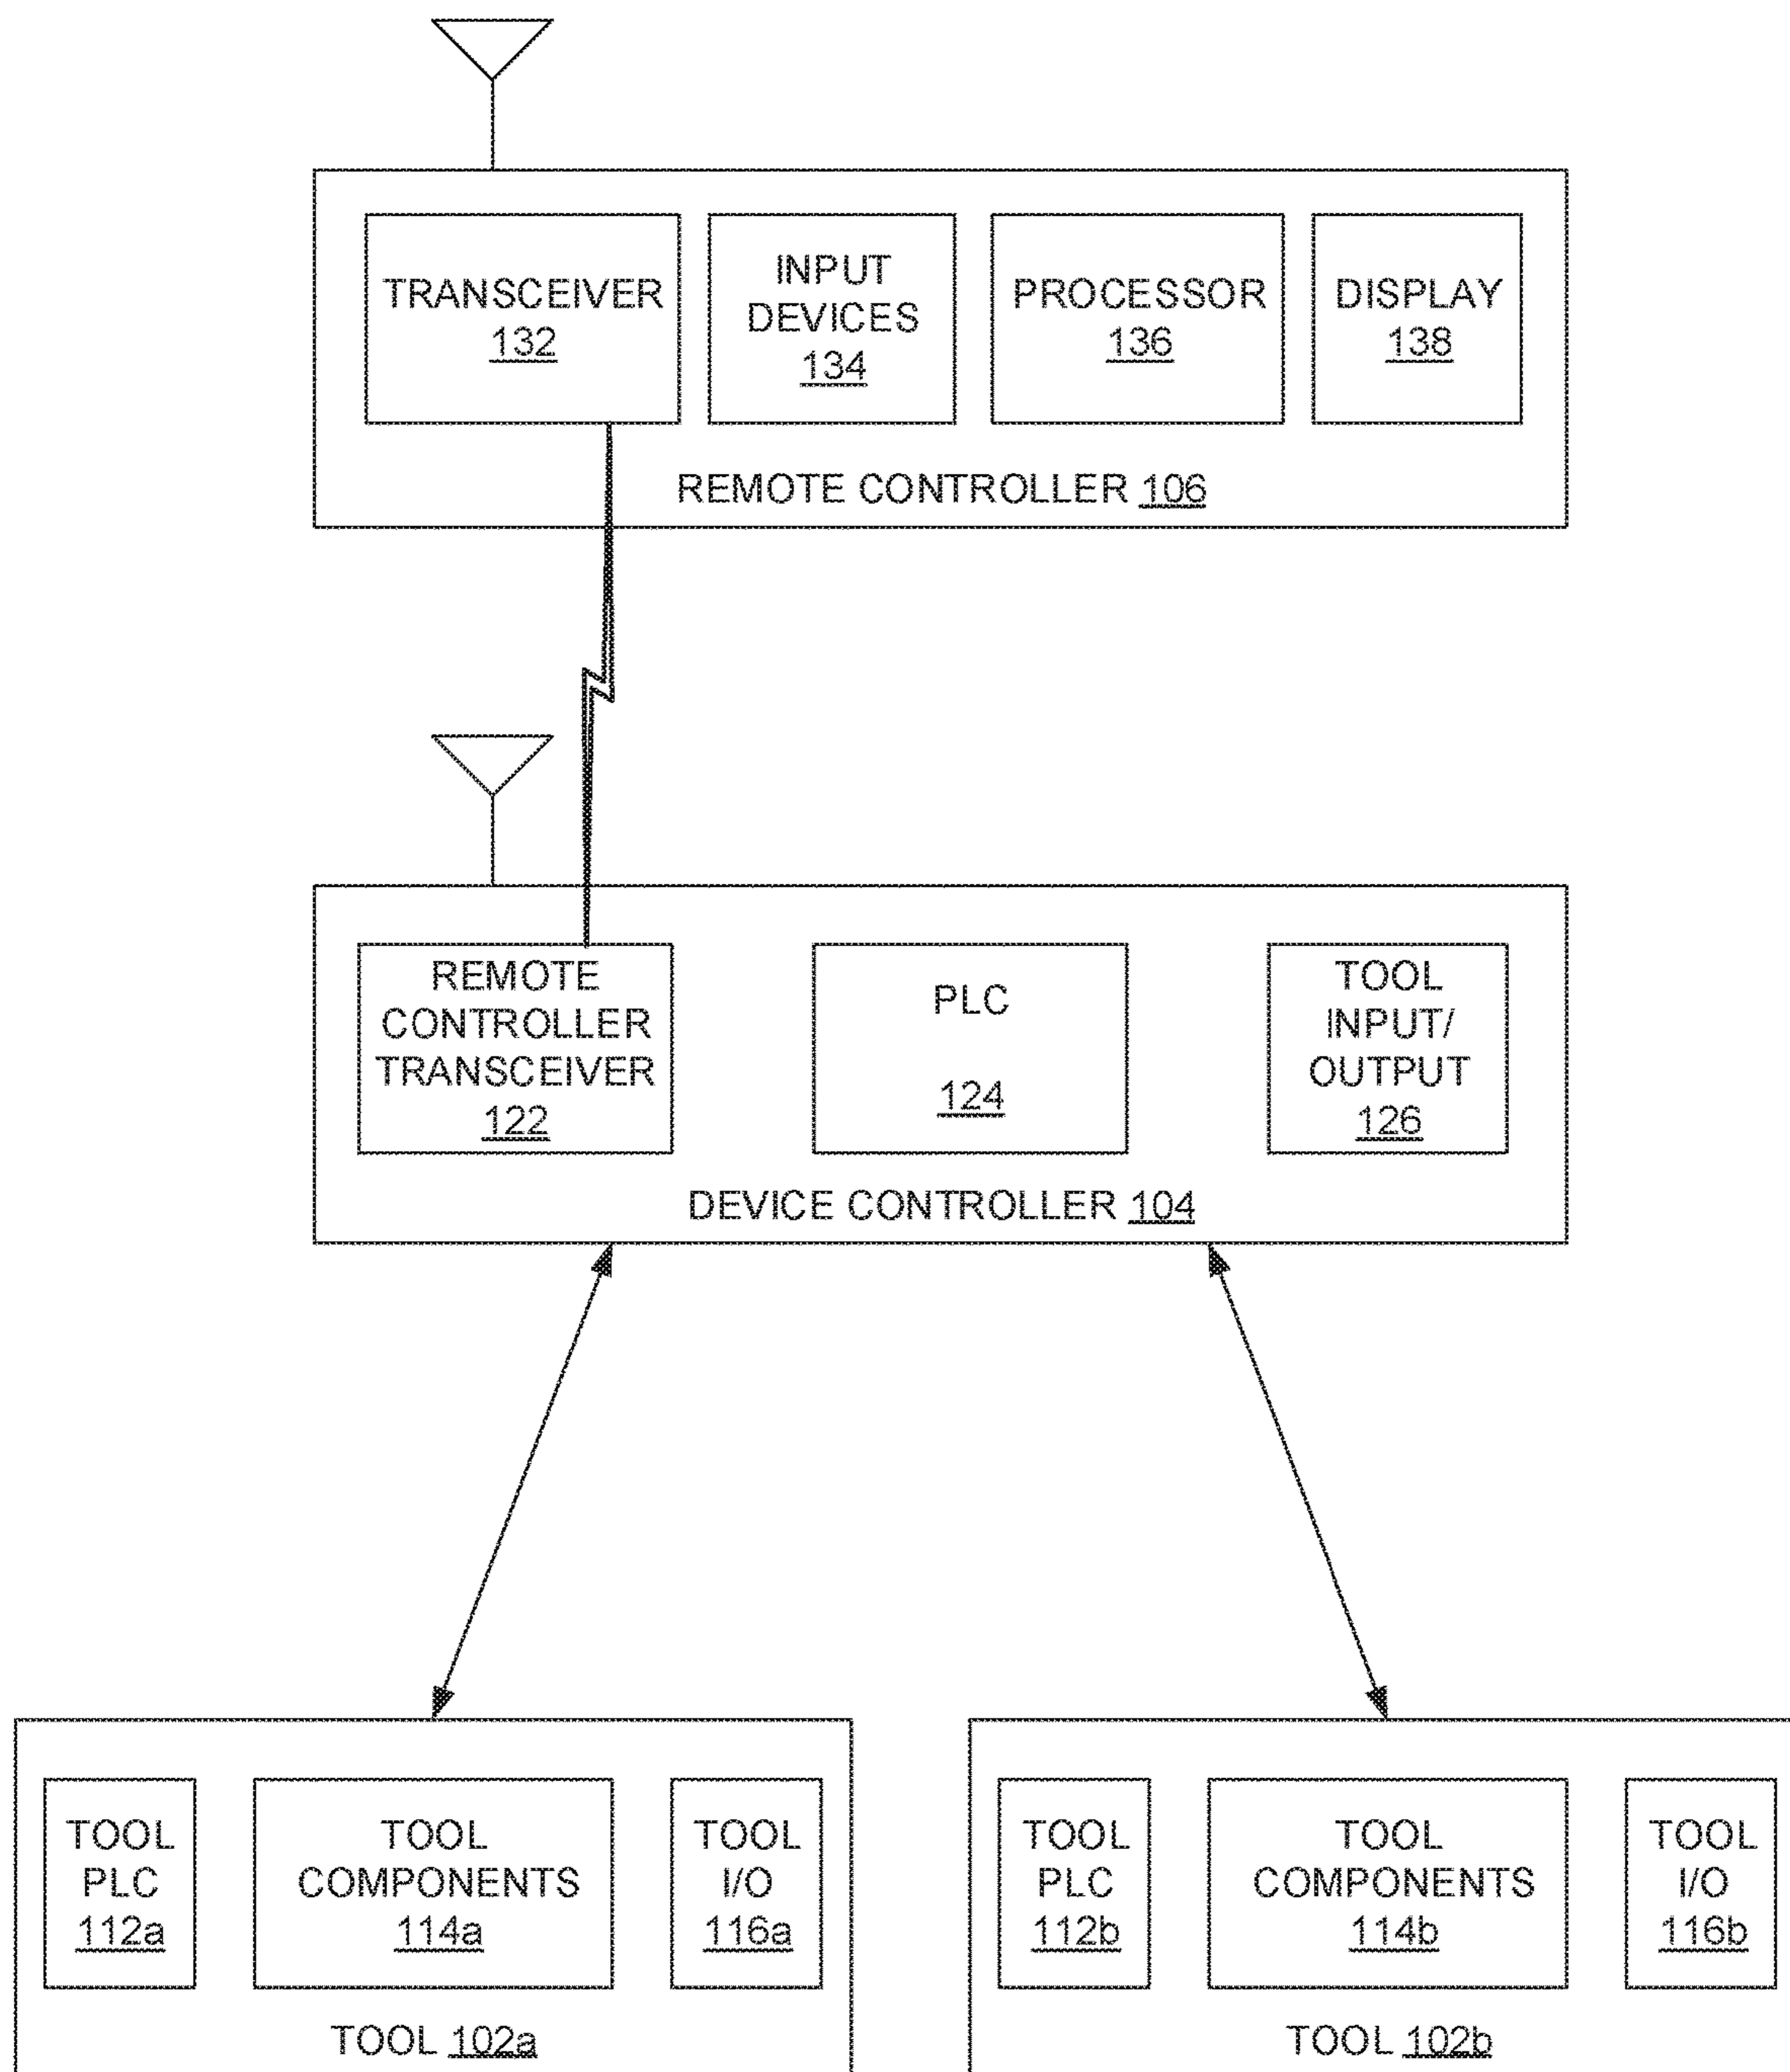 TRANSCEIVER
132
INPUT
DEVICES
134
PROCESSOR
136
DISPLAY
138
REMOTE CONTROLLER 106
REMOTE
CONTROLLER
TRANSCEIVER
122
PLC
124
TOOL
INPUT/
OUTPUT
126
DEVICE CONTROLLER 104
TOOL
PLC
112a
TOOL
COMPONENTS
114a
TOOL
I/O
116a
TOOL 102a
TOOL
PLC
112b
TOOL
COMPONENTS
114b
TOOL
I/O
116b
TOOL 102b